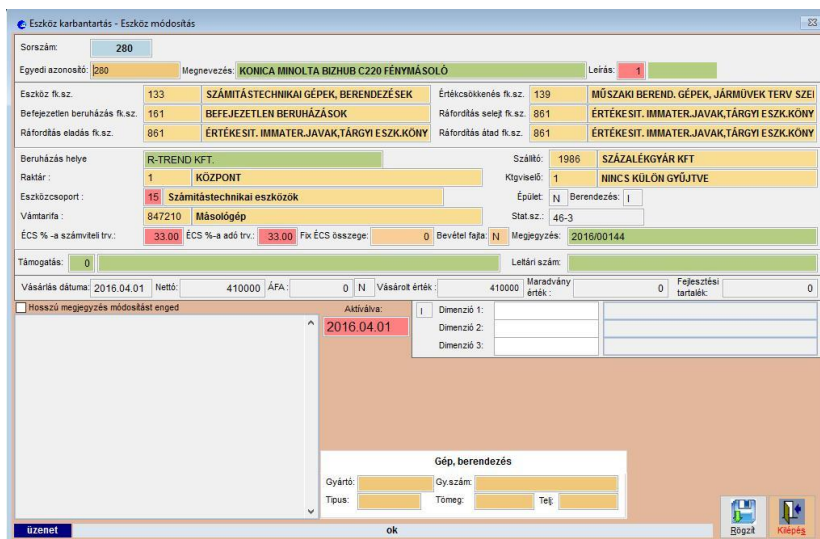 Eszköz karbantartás - Eszköz módosítás
Sorszám: 280
Egyedi azonosító: 280 Megnevezés: KONICA MINOLTA BIZHUB C220 FÉNYMÁSOLÓ Leírás: 1
Eszköz fk.sz. 133 SZÁMITÁSTECHNIKAI GÉPEK, BERENDEZÉSEK Értékcsökkenés fk.sz. 139 MŰSZAKI BEREND. GÉPEK, JÁRMÜVEK TERV SZEI
Befejezetlen beruházás fk.sz. 161 BEFEJEZETLEN BERUHÁZÁSOK Ráfordítás selejt fk.sz. 861 ÉRTÉKESIT. IMMATER.JAVAK,TÁRGYI ESZK.KÖNY
Ráfordítás eladás fk.sz. 861 ÉRTÉKESIT. IMMATER.JAVAK,TÁRGYI ESZK.KÖNY Ráfordítás átad fk.sz. 861 ÉRTÉKESIT. IMMATER.JAVAK,TÁRGYI ESZK.KÖNY
Beruházás helye R-TREND KFT. Szállító: 1986 SZÁZALÉKGYÁR KFT
Raktár : 1 KÖZPONT Ktgviselő: 1 NINCS KÜLÖN GYŰJTVE
Eszközcsoport : 15 Számitástechnikai eszközök Épület: N Berendezés: I
Vámtarifa : 847210 Másológép Stat.sz.: 46-3
ÉCS % -a számviteli trv.: 33.00 ÉCS %-a adó trv.: 33.00 Fix ÉCS összege: 0 Bevétel fajta: N Megjegyzés: 2016/00144
Támogatás: 0 Leltári szám:
Vásárlás dátuma: 2016.04.01 Nettó: 410000 ÁFA : 0 N Vásárolt érték : 410000 Maradvány érték : 0 Fejlesztési tartalék: 0
Hosszú megjegyzés módosítást enged Aktíválva: I Dimenzió 1:
2016.04.01 Dimenzió 2:
Dimenzió 3:
Gép, berendezés
Gyártó: Gy.szám:
Tipus: Tömeg: Telj:
Rögzít Kilépés
üzenet ok